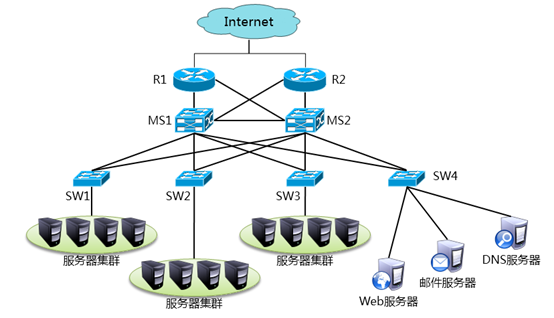 Internet
R1
R2
MS1
MS2
SW1
SW2
SW3
SW4
服务器集群
服务器集群
服务器集群
Web服务器
邮件服务器
DNS服务器